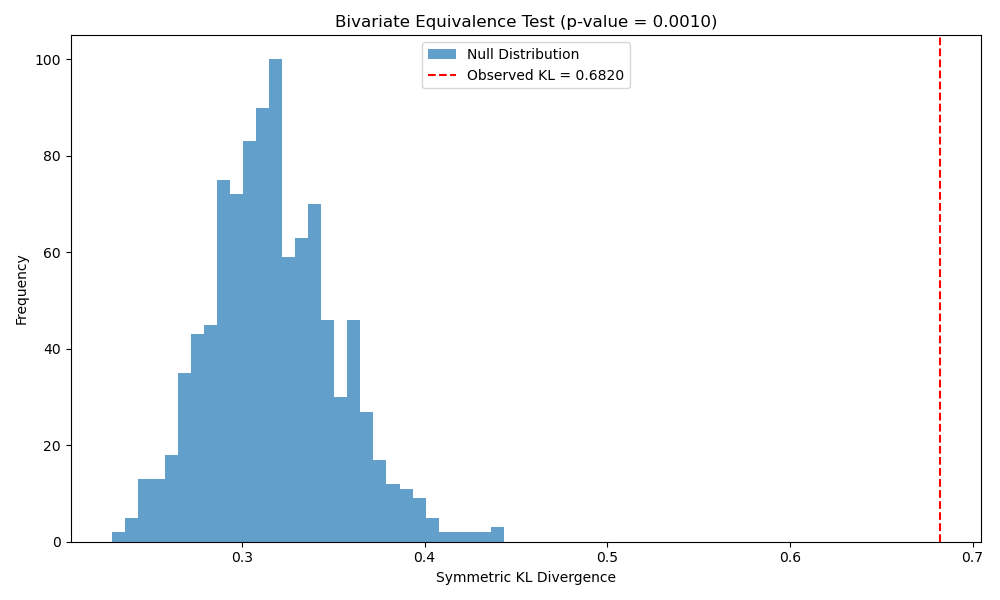 Bivariate Equivalence Test (p-value = 0.0010)
Null Distribution
Observed KL = 0.6820
Frequency
100
80
60
40
20
0
0.3
0.4
0.5
0.6
0.7
Symmetric KL Divergence